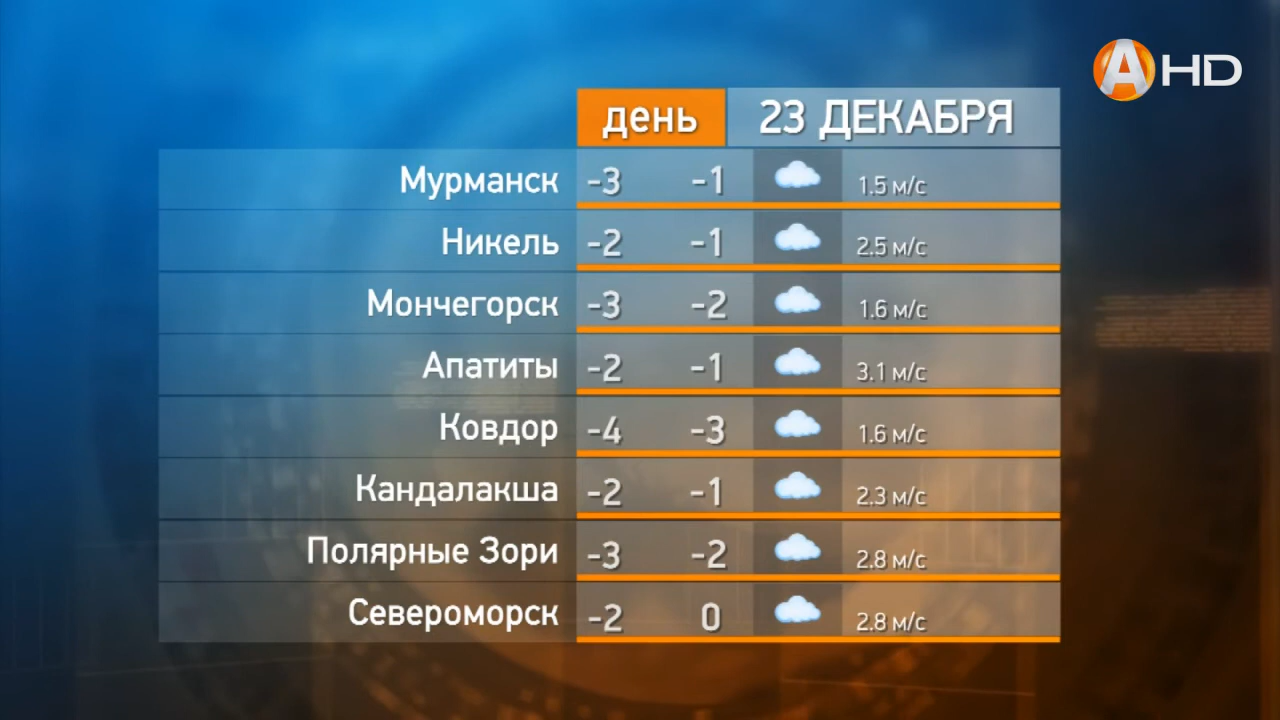 А HD
день 23 ДЕКАБРЯ
Мурманск -3 -1 1.5 м/с
Никель -2 -1 2.5 м/с
Мончегорск -3 -2 1.6 м/с
Апатиты -2 -1 3.1 м/с
Ковдор -4 -3 1.6 м/с
Кандалакша -2 -1 2.3 м/с
Полярные Зори -3 -2 2.8 м/с
Североморск -2 0 2.8 м/с